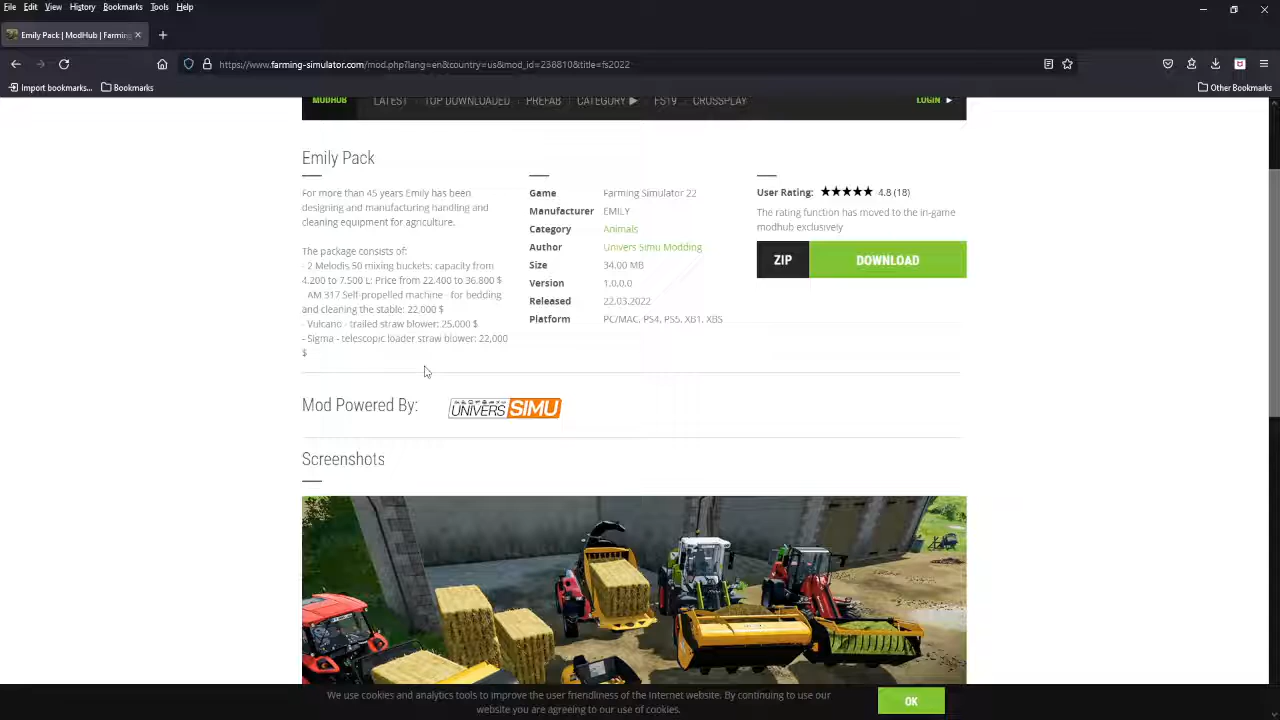 File Edit View History Bookmarks Tools Help
Emily Pack | ModHub | Farming
https://www.farming-simulator.com/mod.php?lang=en&country=us&mod_id=238810&title=fs2022
Import bookmarks... Bookmarks Other Bookmarks
MODHUB LATEST TOP DOWNLOADED PREFAB CATEGORY FS19 CROSSPLAY LOGIN
Emily Pack
For more than 45 years Emily has been
designing and manufacturing handling and
cleaning equipment for agriculture.
The package consists of:
- 2 Melodis 50 mixing buckets: capacity from
4.200 to 7.500 L: Price from 22.400 to 36.800 $
- AM 317 Self-propelled machine - for bedding
and cleaning the stable: 22,000 $
- Vulcano - trailed straw blower: 25,000 $
- Sigma - telescopic loader straw blower: 22,000
$
Game Farming Simulator 22
Manufacturer EMILY
Category Animals
Author Univers Simu Modding
Size 34.00 MB
Version 1.0.0.0
Released 22.03.2022
Platform PC/MAC, PS4, PS5, XB1, XBS
User Rating: ★★★★★ 4.8 (18)
The rating function has moved to the in-game
modhub exclusively
ZIP DOWNLOAD
Mod Powered By: UNIVERS SIMU
Screenshots
We use cookies and analytics tools to improve the user friendliness of the Internet website. By continuing to use our
website you are agreeing to our use of cookies.
OK